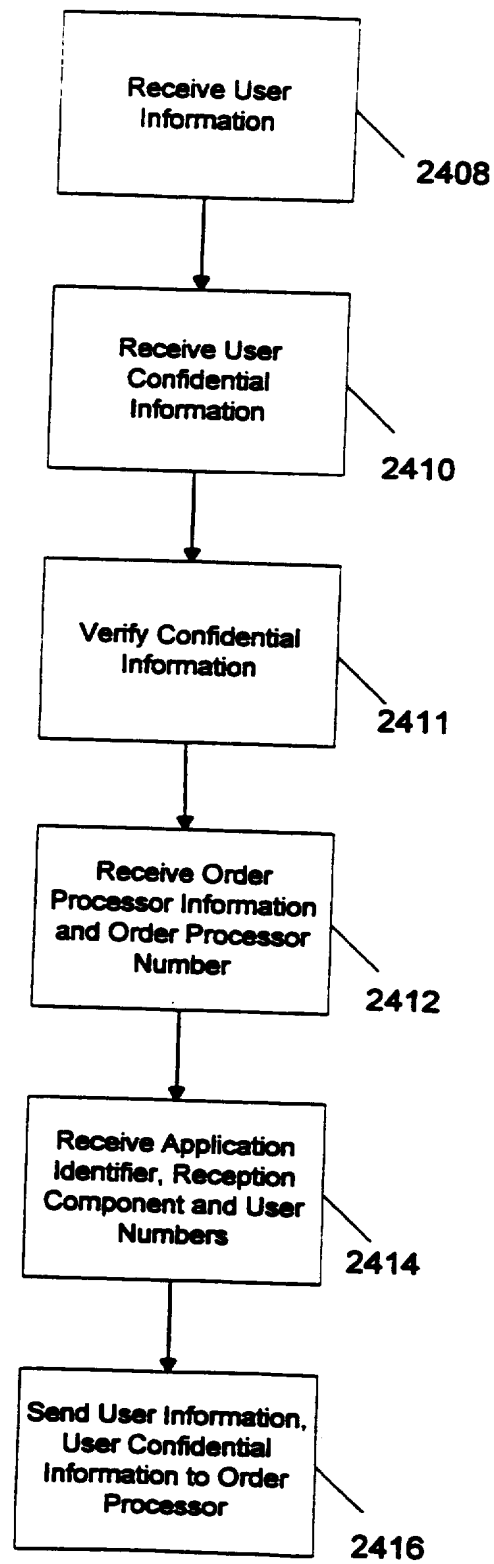 Receive User
Information
2408
Receive User
Confidential
Information
2410
Verify Confidential
Information
2411
Receive Order
Processor Information
and Order Processor
Number
2412
Receive Application
Identifier, Reception
Component and User
Numbers
2414
Send User Information,
User Confidential
Information to Order
Processor
2416